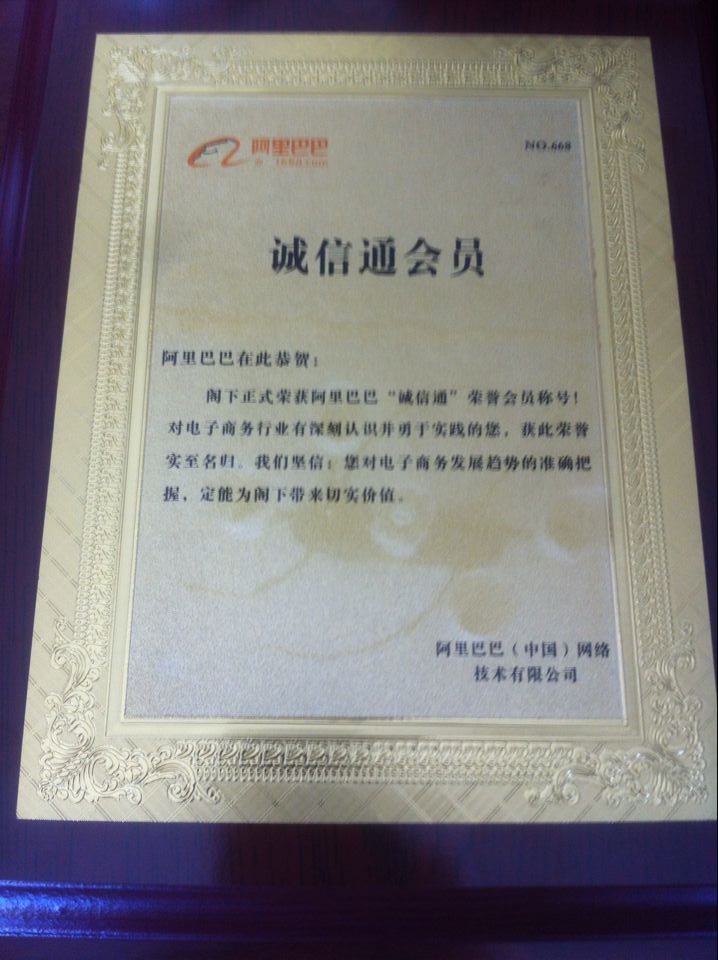 阿里巴巴
1688.com
NO.668
诚信通会员
阿里巴巴在此恭贺：
阁下正式荣获阿里巴巴“诚信通”荣誉会员称号！
对电子商务行业有深刻认识并勇于实践的您，获此荣誉
实至名归。我们坚信：您对电子商务发展趋势的准确把
握，定能为阁下带来切实价值。
阿里巴巴（中国）网络
技术有限公司